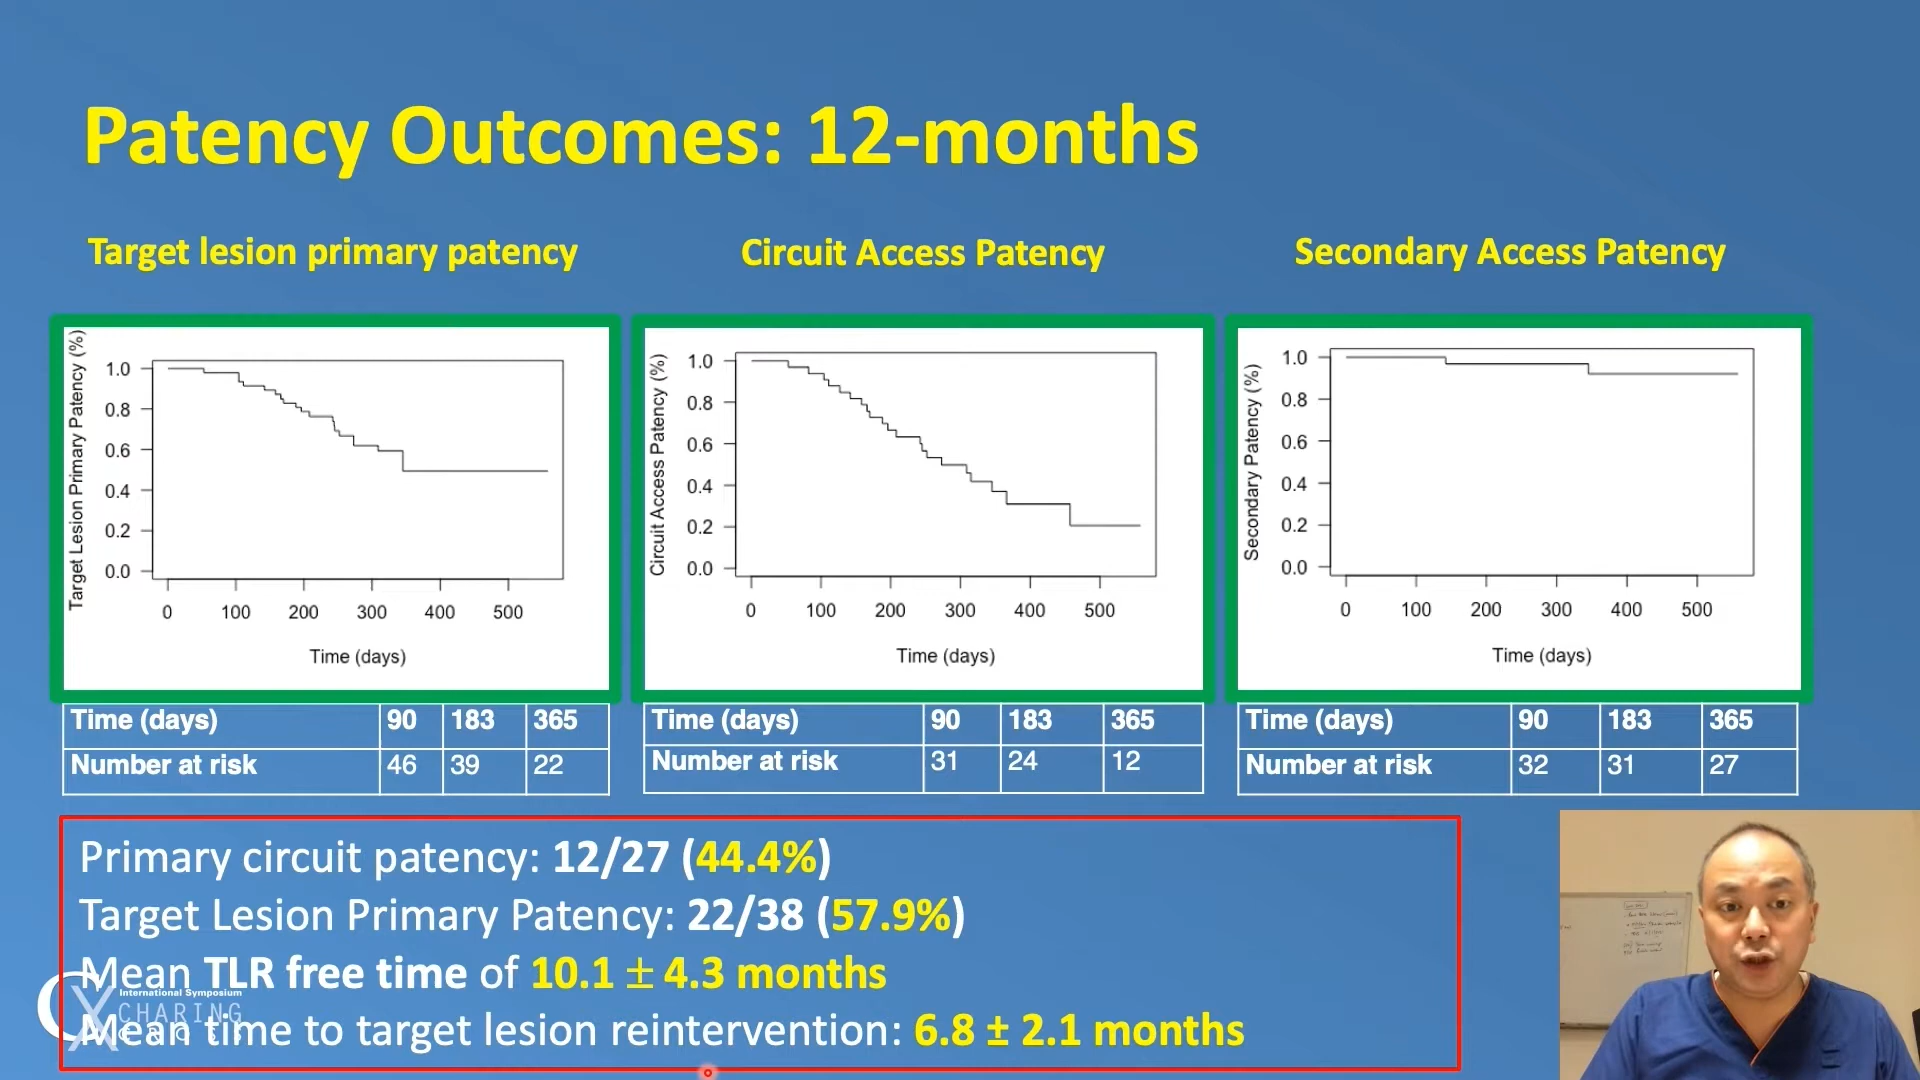 Patency Outcomes: 12-months
Target lesion primary patency
Circuit Access Patency
Secondary Access Patency
Target Lesion Primary Patency (%)
1.0
0.8
0.6
0.4
0.2
0.0
0 100 200 300 400 500
Time (days)
Circuit Access Patency (%)
1.0
0.8
0.6
0.4
0.2
0.0
0 100 200 300 400 500
Time (days)
Secondary Patency (%)
1.0
0.8
0.6
0.4
0.2
0.0
0 100 200 300 400 500
Time (days)
Time (days) 90 183 365
Number at risk 46 39 22
Time (days) 90 183 365
Number at risk 31 24 12
Time (days) 90 183 365
Number at risk 32 31 27
Primary circuit patency: 12/27 (44.4%)
Target Lesion Primary Patency: 22/38 (57.9%)
Mean TLR free time of 10.1 ± 4.3 months
Mean time to target lesion reintervention: 6.8 ± 2.1 months
CX
International Symposium
CHARING